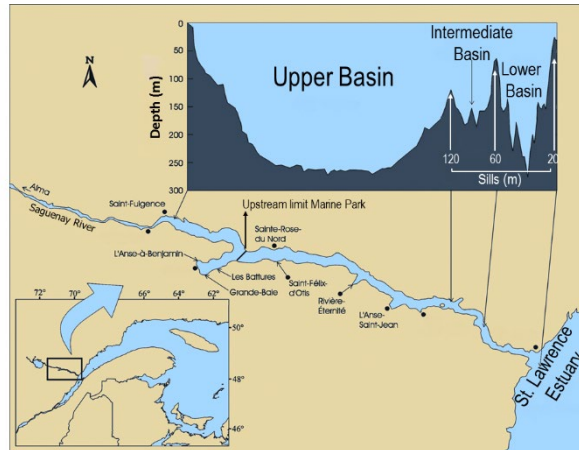 0
50
100
150
200
250
300
Depth (m)
Upper Basin
Intermediate
Basin
Lower
Basin
120
60
20
Sills (m)
N
Alma
Saguenay River
Saint-Fulgence
Upstream limit Marine Park
Sainte-Rose-
du Nord
L'Anse-à-Benjamin
Les Battures
Grande-Baie
Saint-Félix-
d'Otis
Rivière-
Éternité
L'Anse-
Saint-Jean
St. Lawrence
Estuary
72° 70° 66° 64° 62°
50°
48°
46°